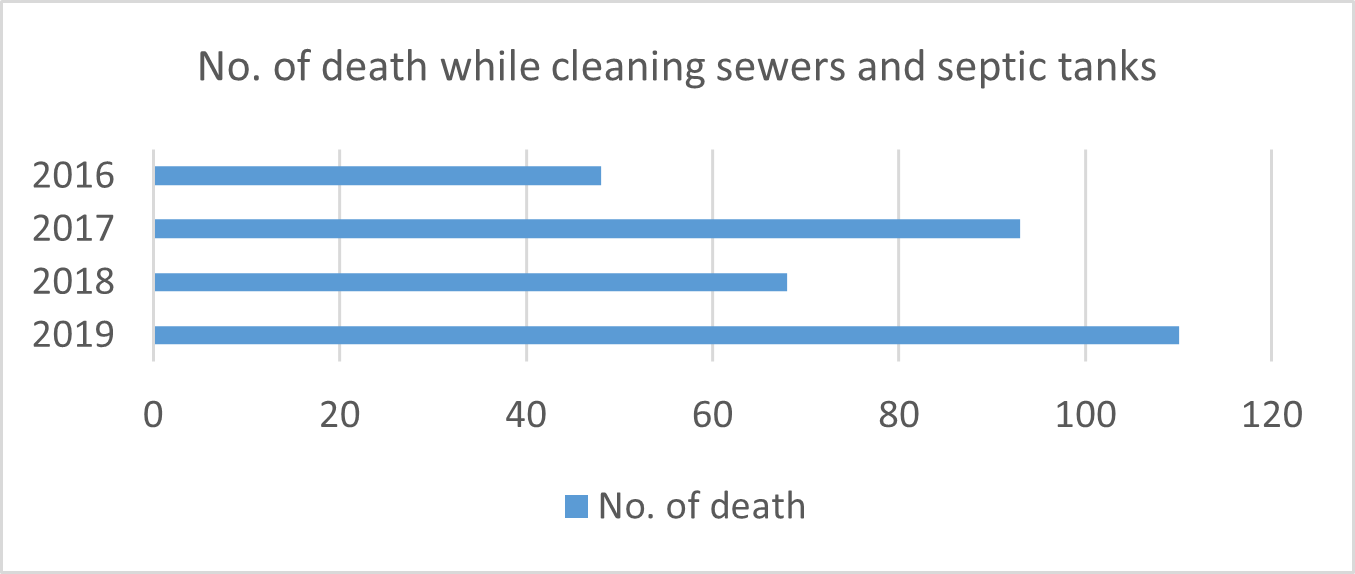 No. of death while cleaning sewers and septic tanks
2016
2017
2018
2019
0 20 40 60 80 100 120
No. of death